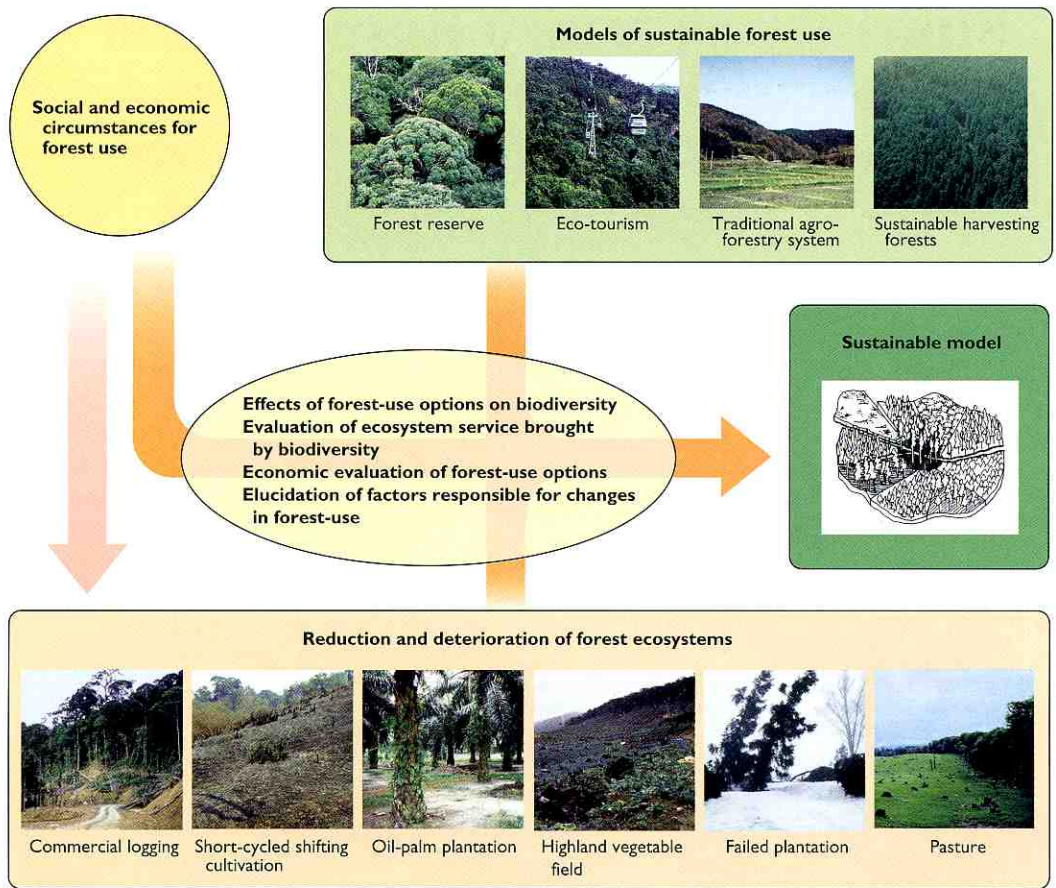 Social and economic
circumstances for
forest use
Models of sustainable forest use
Forest reserve
Eco-tourism
Traditional agro-
forestry system
Sustainable harvesting
forests
Effects of forest-use options on biodiversity
Evaluation of ecosystem service brought
by biodiversity
Economic evaluation of forest-use options
Elucidation of factors responsible for changes
in forest-use
Sustainable model
Reduction and deterioration of forest ecosystems
Commercial logging
Short-cycled shifting
cultivation
Oil-palm plantation
Highland vegetable
field
Failed plantation
Pasture